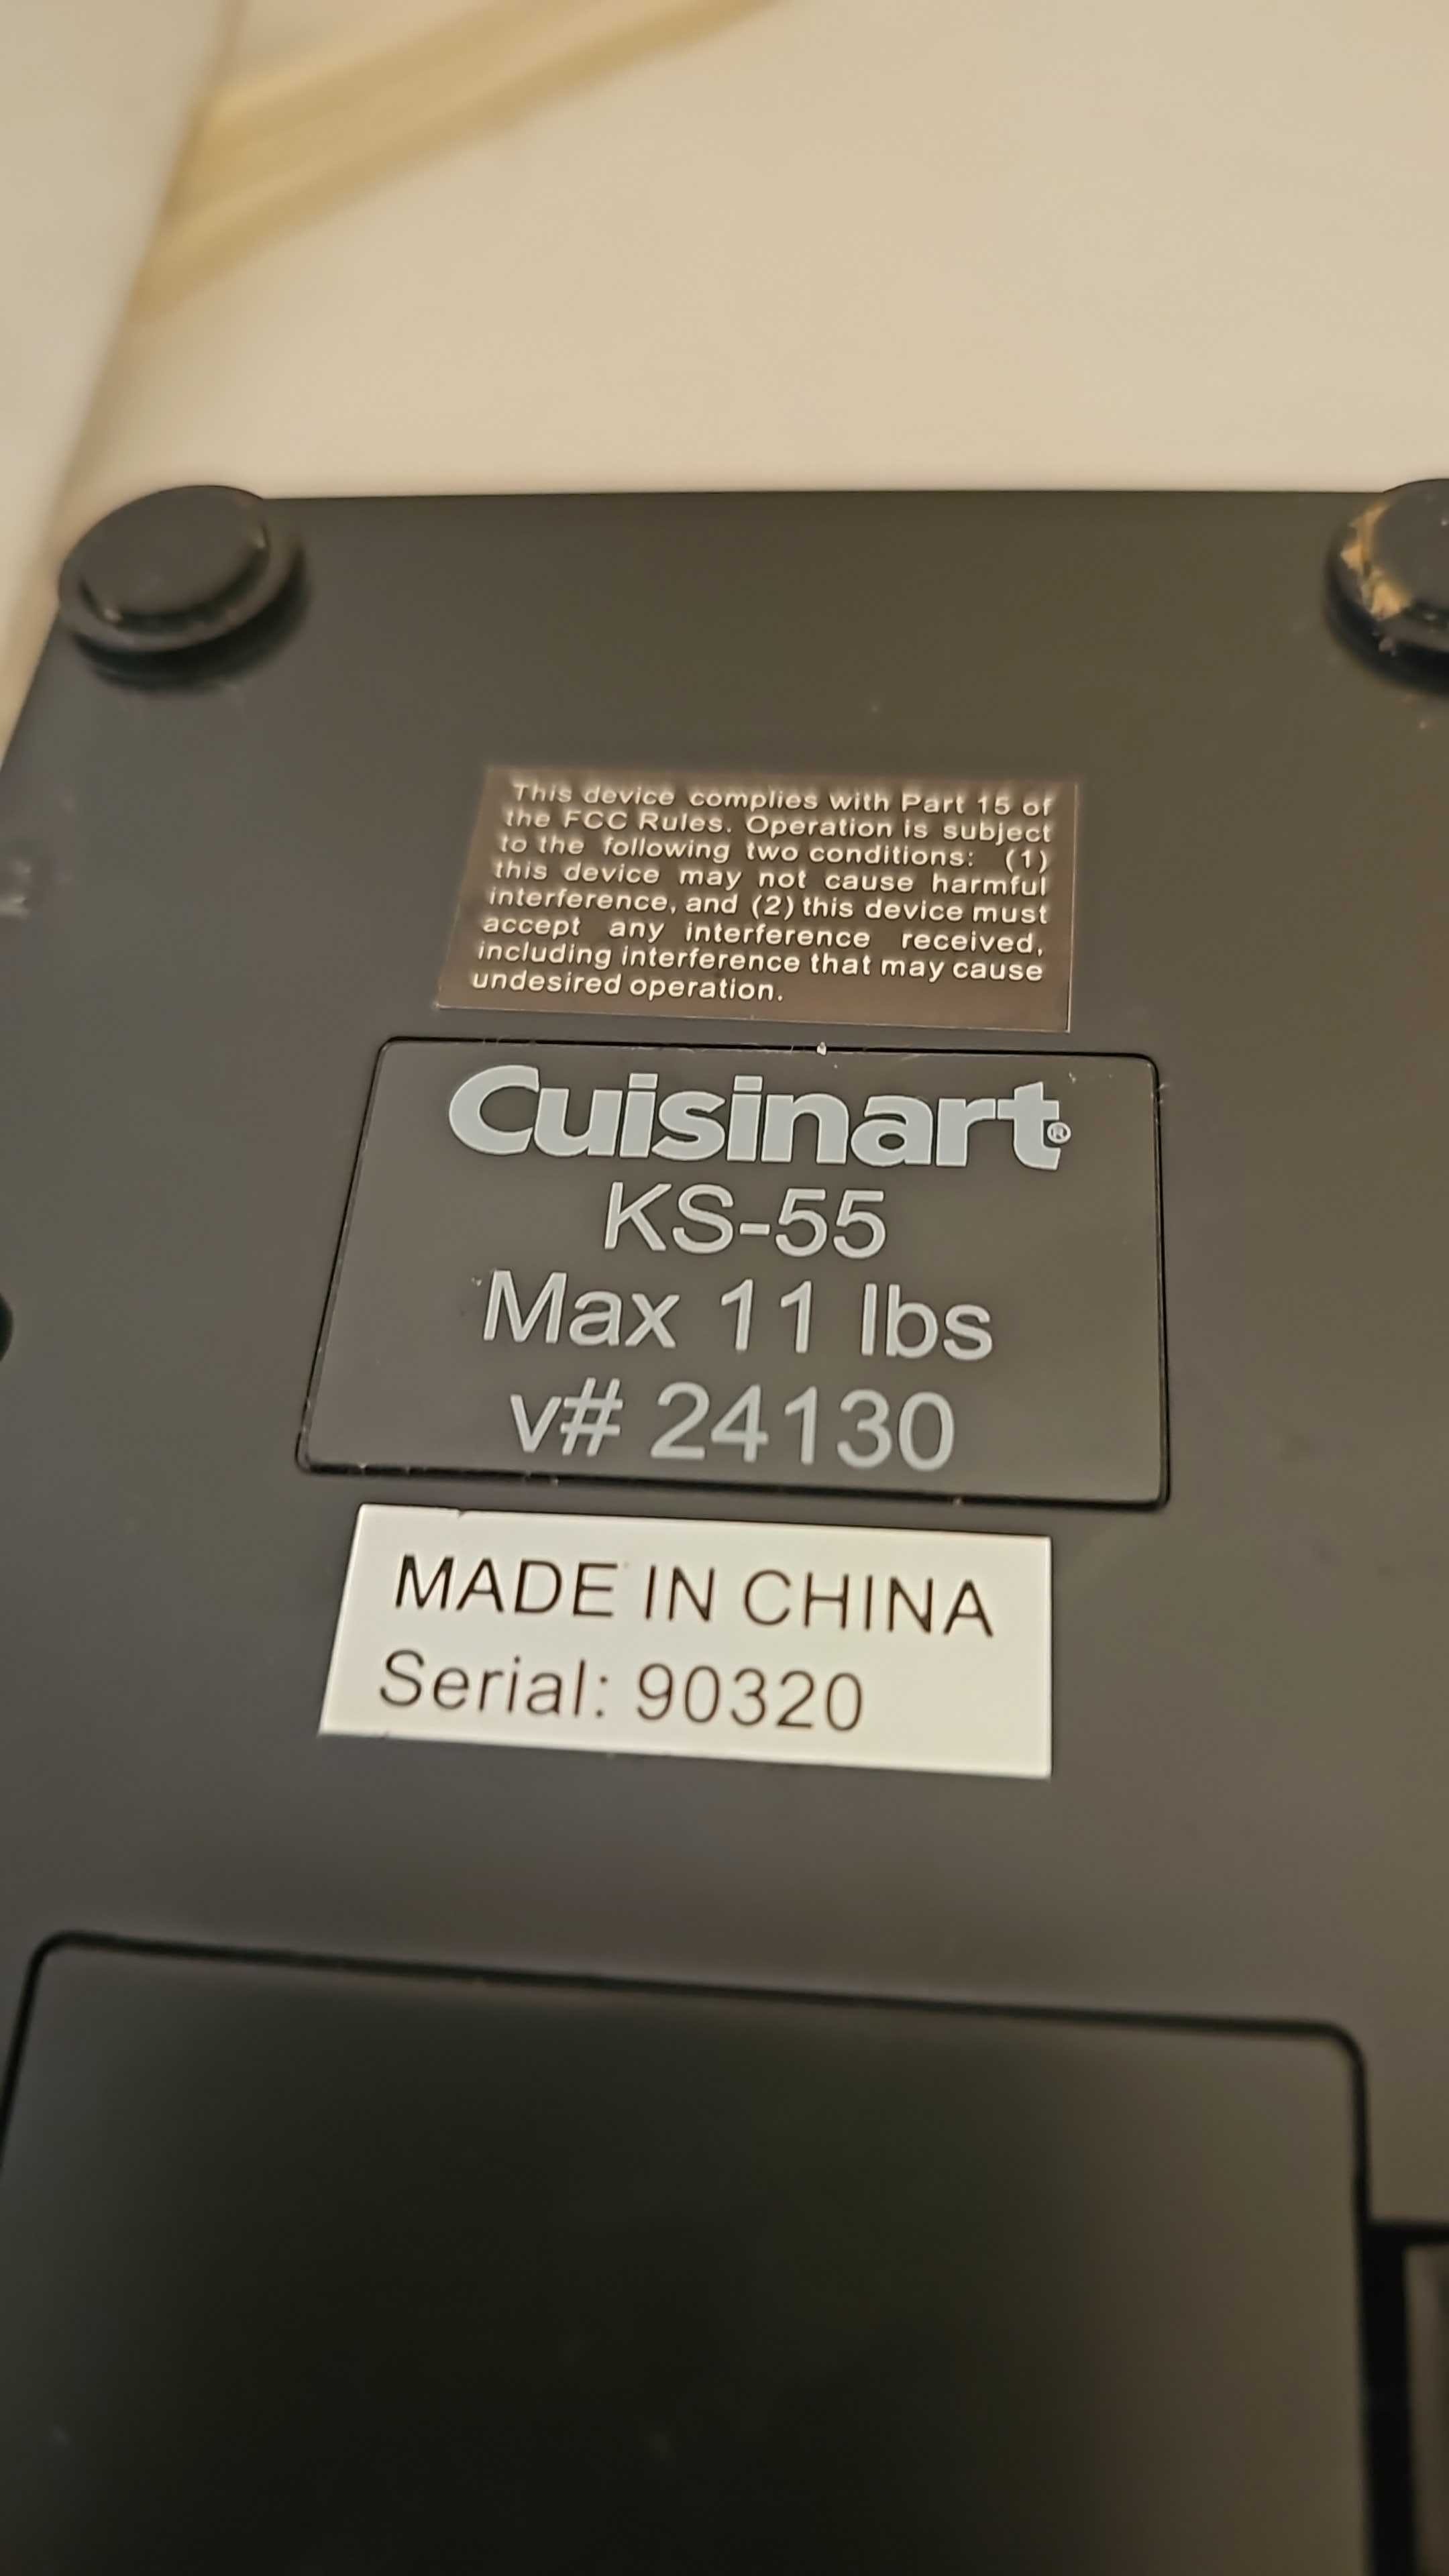 This device complies with Part 15 of
the FCC Rules. Operation is subject
to the following two conditions: (1)
this device may not cause harmful
interference, and (2) this device must
accept any interference received,
including interference that may cause
undesired operation.
Cuisinart®
KS-55
Max 11 lbs
v# 24130
MADE IN CHINA
Serial: 90320